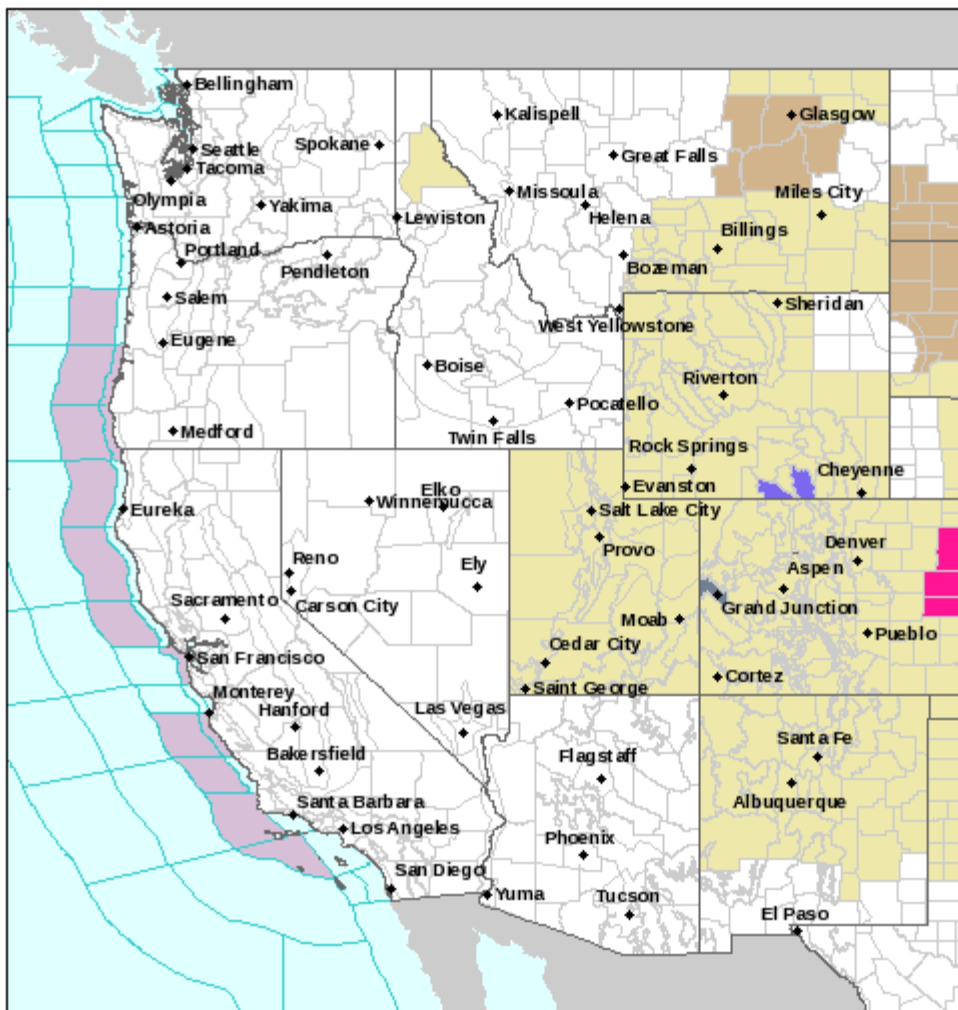 Bellingham
Kalispell
Glasgow
Seattle
Spokane
Great Falls
Tacoma
Missoula
Miles City
Olympia
Yakima
Lewiston
Helena
Astoria
Billings
Portland
Pendleton
Bozeman
Salem
Sheridan
West Yellowstone
Eugene
Boise
Riverton
Pocatello
Medford
Twin Falls
Rock Springs
Cheyenne
Evanston
Elko
Winnemucca
Eureka
Salt Lake City
Provo
Denver
Reno
Ely
Aspen
Carson City
Grand Junction
Sacramento
Moab
Pueblo
San Francisco
Cedar City
Cortez
Saint George
Monterey
Hanford
Las Vegas
Santa Fe
Bakersfield
Flagstaff
Albuquerque
Santa Barbara
Los Angeles
Phoenix
San Diego
Yuma
Tucson
El Paso